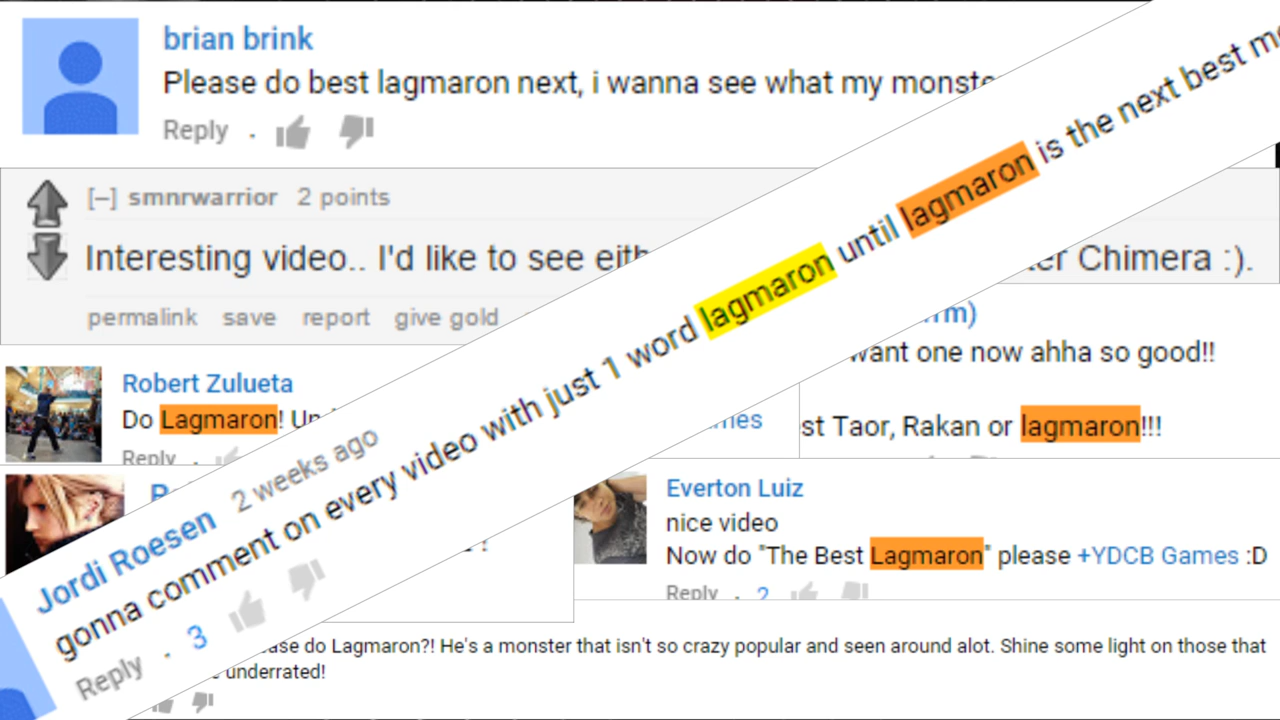 brian brink
Please do best lagmaron next, i wanna see what my
Reply .
[–] smnrwarrior 2 points
Interesting video.. I'd like to see
Chimera :).
permalink save report give gold
want one now ahha so good!!
Robert Zulueta
Do Lagmaron!
Reply .
Taor, Rakan or lagmaron!!!
Jordi Roesen 2 weeks ago
gonna comment on every video with just 1 word lagmaron until lagmaron is the next best
Reply . 3
Everton Luiz
nice video
Now do "The Best Lagmaron" please +YDCB Games :D
Reply . 2
do Lagmaron?! He's a monster that isn't so crazy popular and seen around alot. Shine some light on those that
underrated!